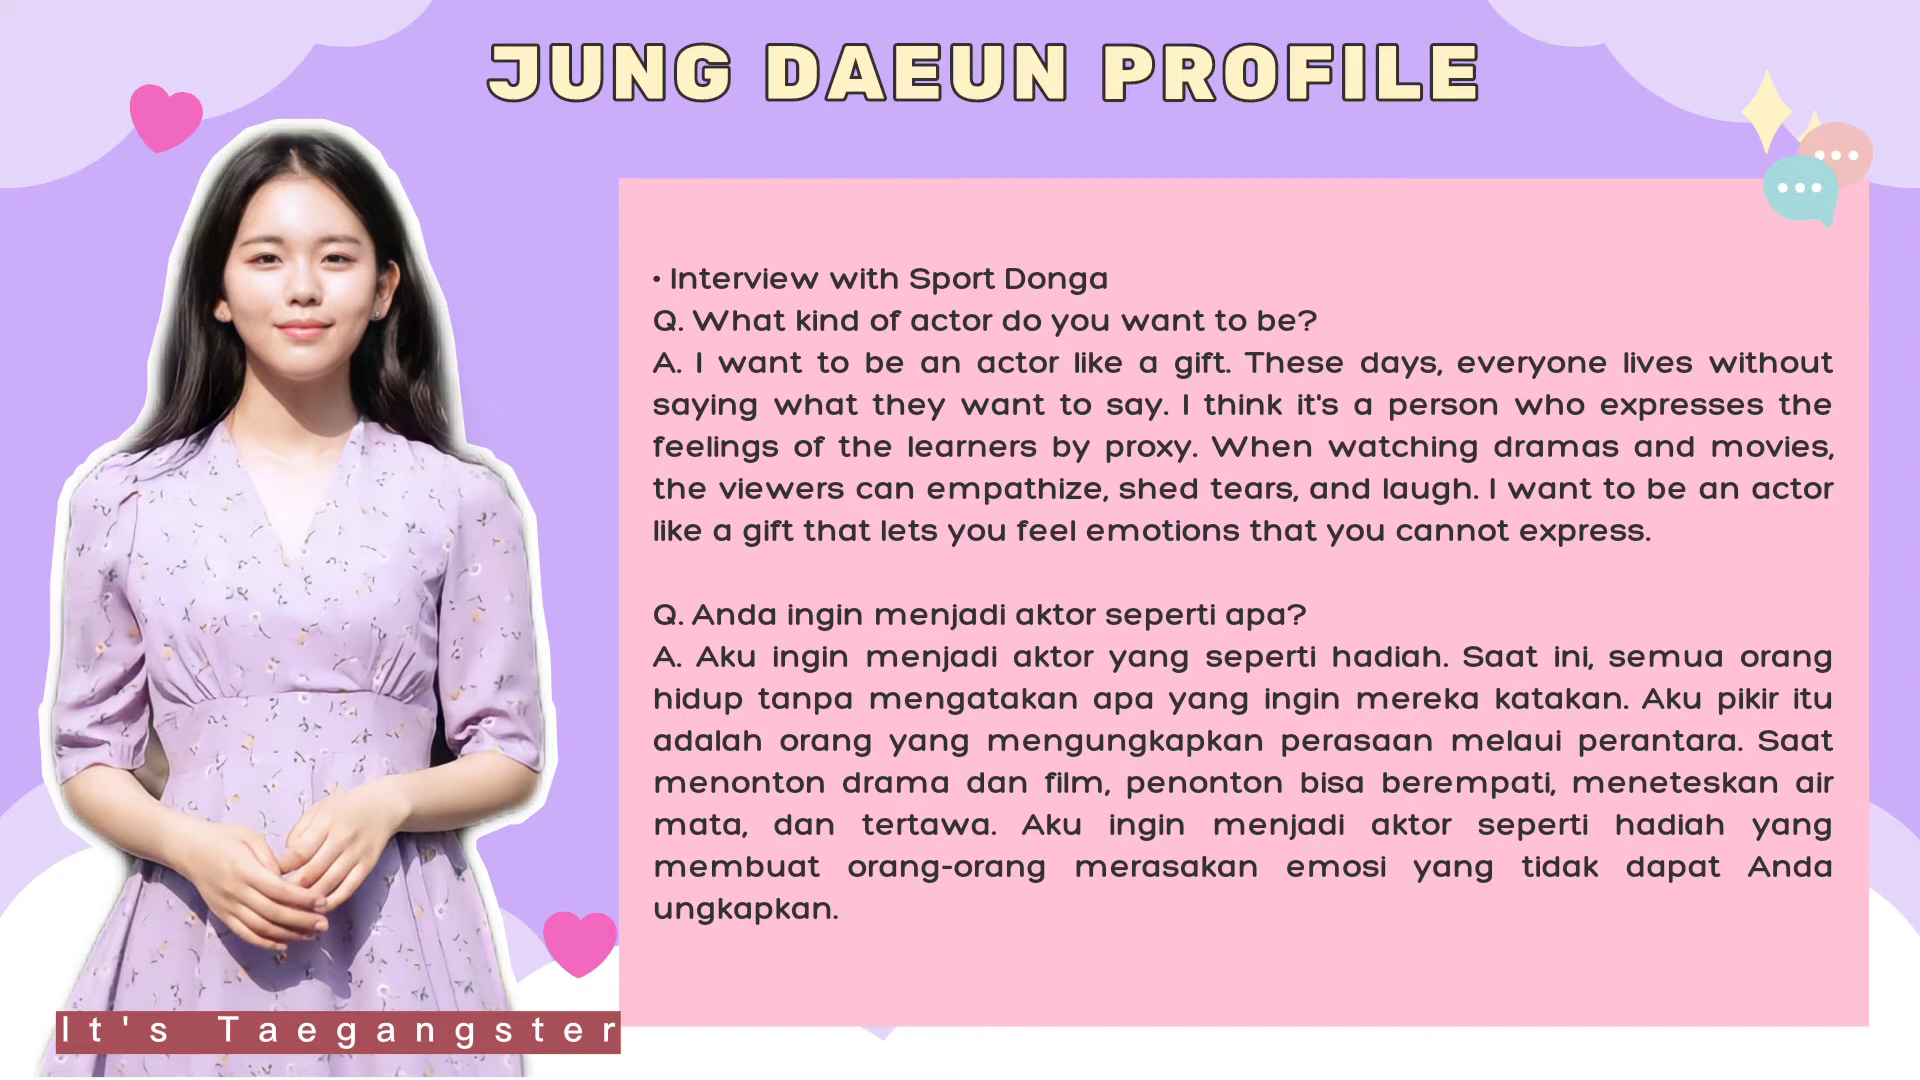 JUNG DAEUN PROFILE
• Interview with Sport Donga
Q. What kind of actor do you want to be?
A. I want to be an actor like a gift. These days, everyone lives without
saying what they want to say. I think it's a person who expresses the
feelings of the learners by proxy. When watching dramas and movies,
the viewers can empathize, shed tears, and laugh. I want to be an actor
like a gift that lets you feel emotions that you cannot express.
Q. Anda ingin menjadi aktor seperti apa?
A. Aku ingin menjadi aktor yang seperti hadiah. Saat ini, semua orang
hidup tanpa mengatakan apa yang ingin mereka katakan. Aku pikir itu
adalah orang yang mengungkapkan perasaan melaui perantara. Saat
menonton drama dan film, penonton bisa berempati, meneteskan air
mata, dan tertawa. Aku ingin menjadi aktor seperti hadiah yang
membuat orang-orang merasakan emosi yang tidak dapat Anda
ungkapkan.
It's Taegangster